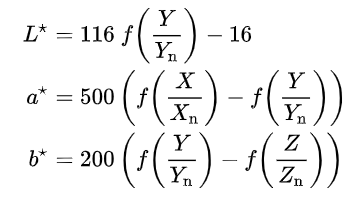 L⋆ = 116 f(Y/Yn) − 16
a⋆ = 500 (f(X/Xn) − f(Y/Yn))
b⋆ = 200 (f(Y/Yn) − f(Z/Zn))